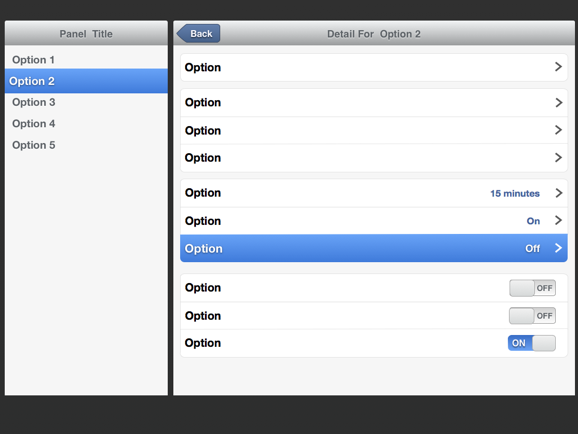 Panel Title
Option 1
Option 2
Option 3
Option 4
Option 5
Back
Detail For Option 2
Option
Option
Option
Option
Option 15 minutes
Option On
Option Off
Option OFF
Option OFF
Option ON